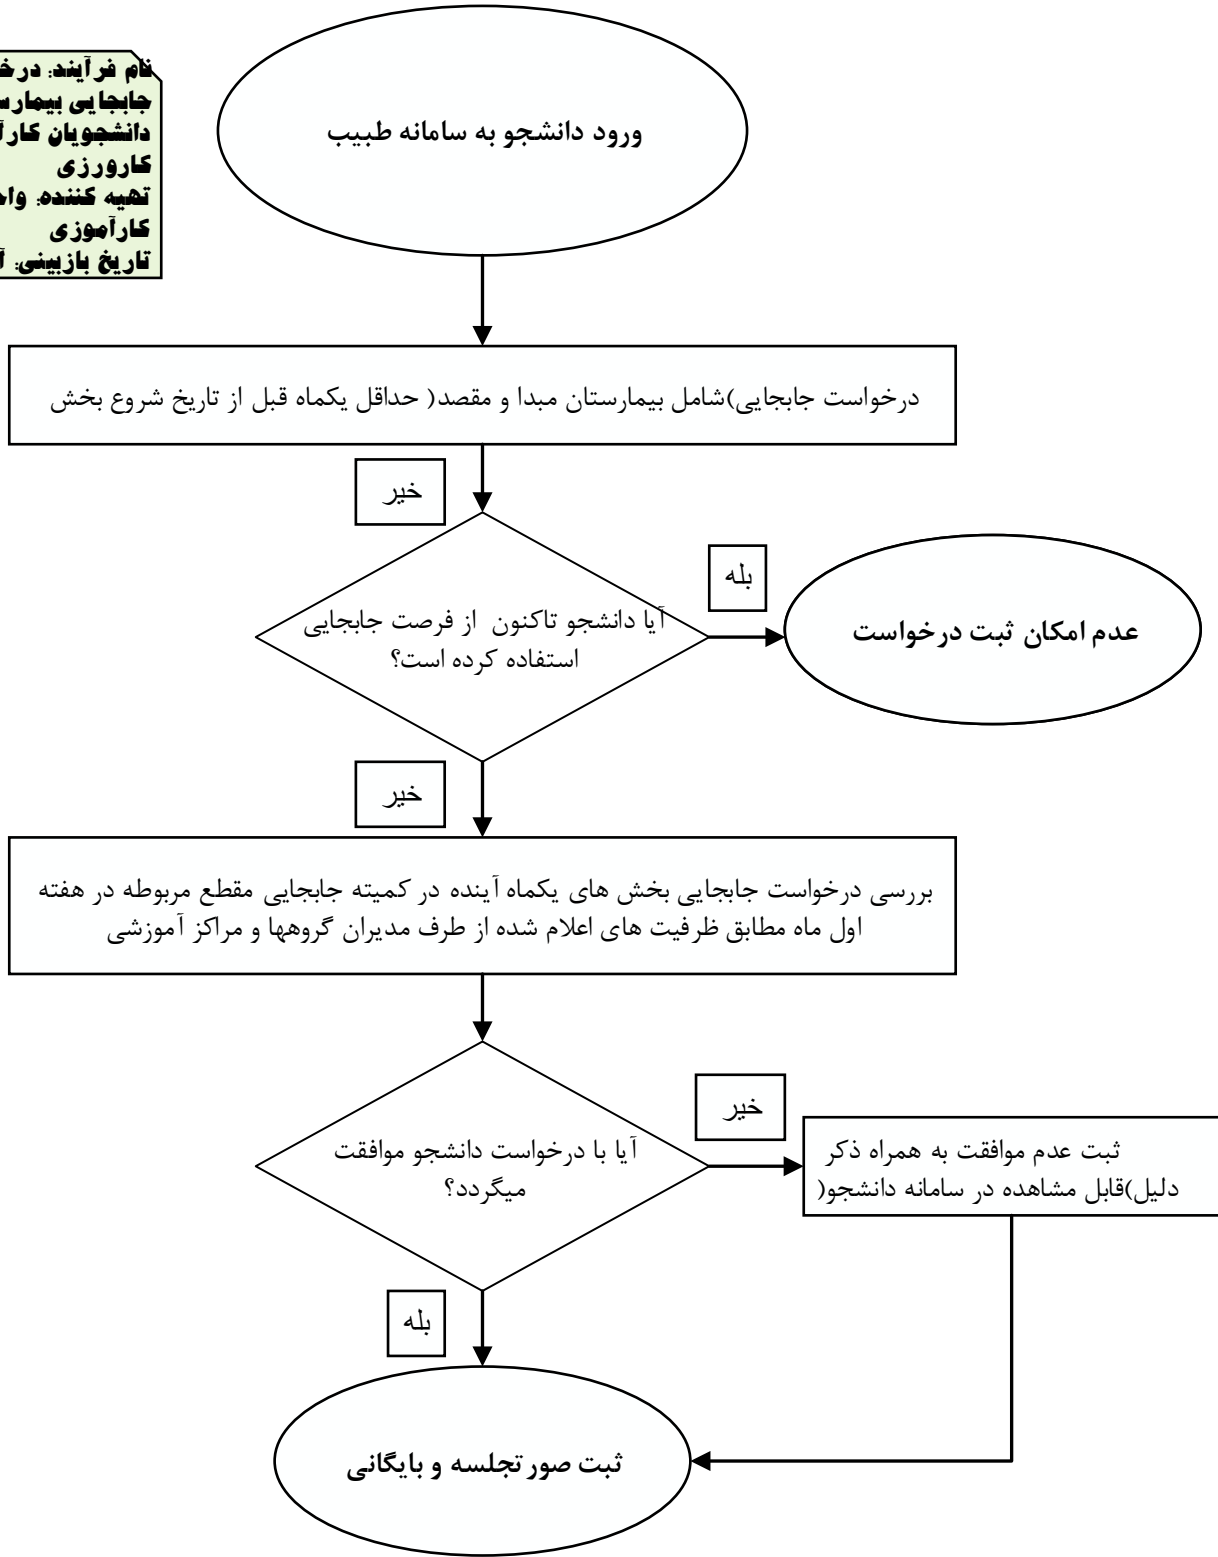 نام فرآیند: درخ
جابجایی بیمارس
دانشجویان کارآ
کارورزی
تهیه کننده: واح
کارآموزی
تاریخ بازبینی: آ
ورود دانشجو به سامانه طبیب
درخواست جابجایی)شامل بیمارستان مبدا و مقصد( حداقل یکماه قبل از تاریخ شروع بخش
خیر
آیا دانشجو تاکنون از فرصت جابجایی
استفاده کرده است؟
بله
عدم امکان ثبت درخواست
خیر
بررسی درخواست جابجایی بخش های یکماه آینده در کمیته جابجایی مقطع مربوطه در هفته
اول ماه مطابق ظرفیت های اعلام شده از طرف مدیران گروهها و مراکز آموزشی
آیا با درخواست دانشجو موافقت
میگردد؟
خیر
ثبت عدم موافقت به همراه ذکر
دلیل)قابل مشاهده در سامانه دانشجو(
بله
ثبت صورتجلسه و بایگانی